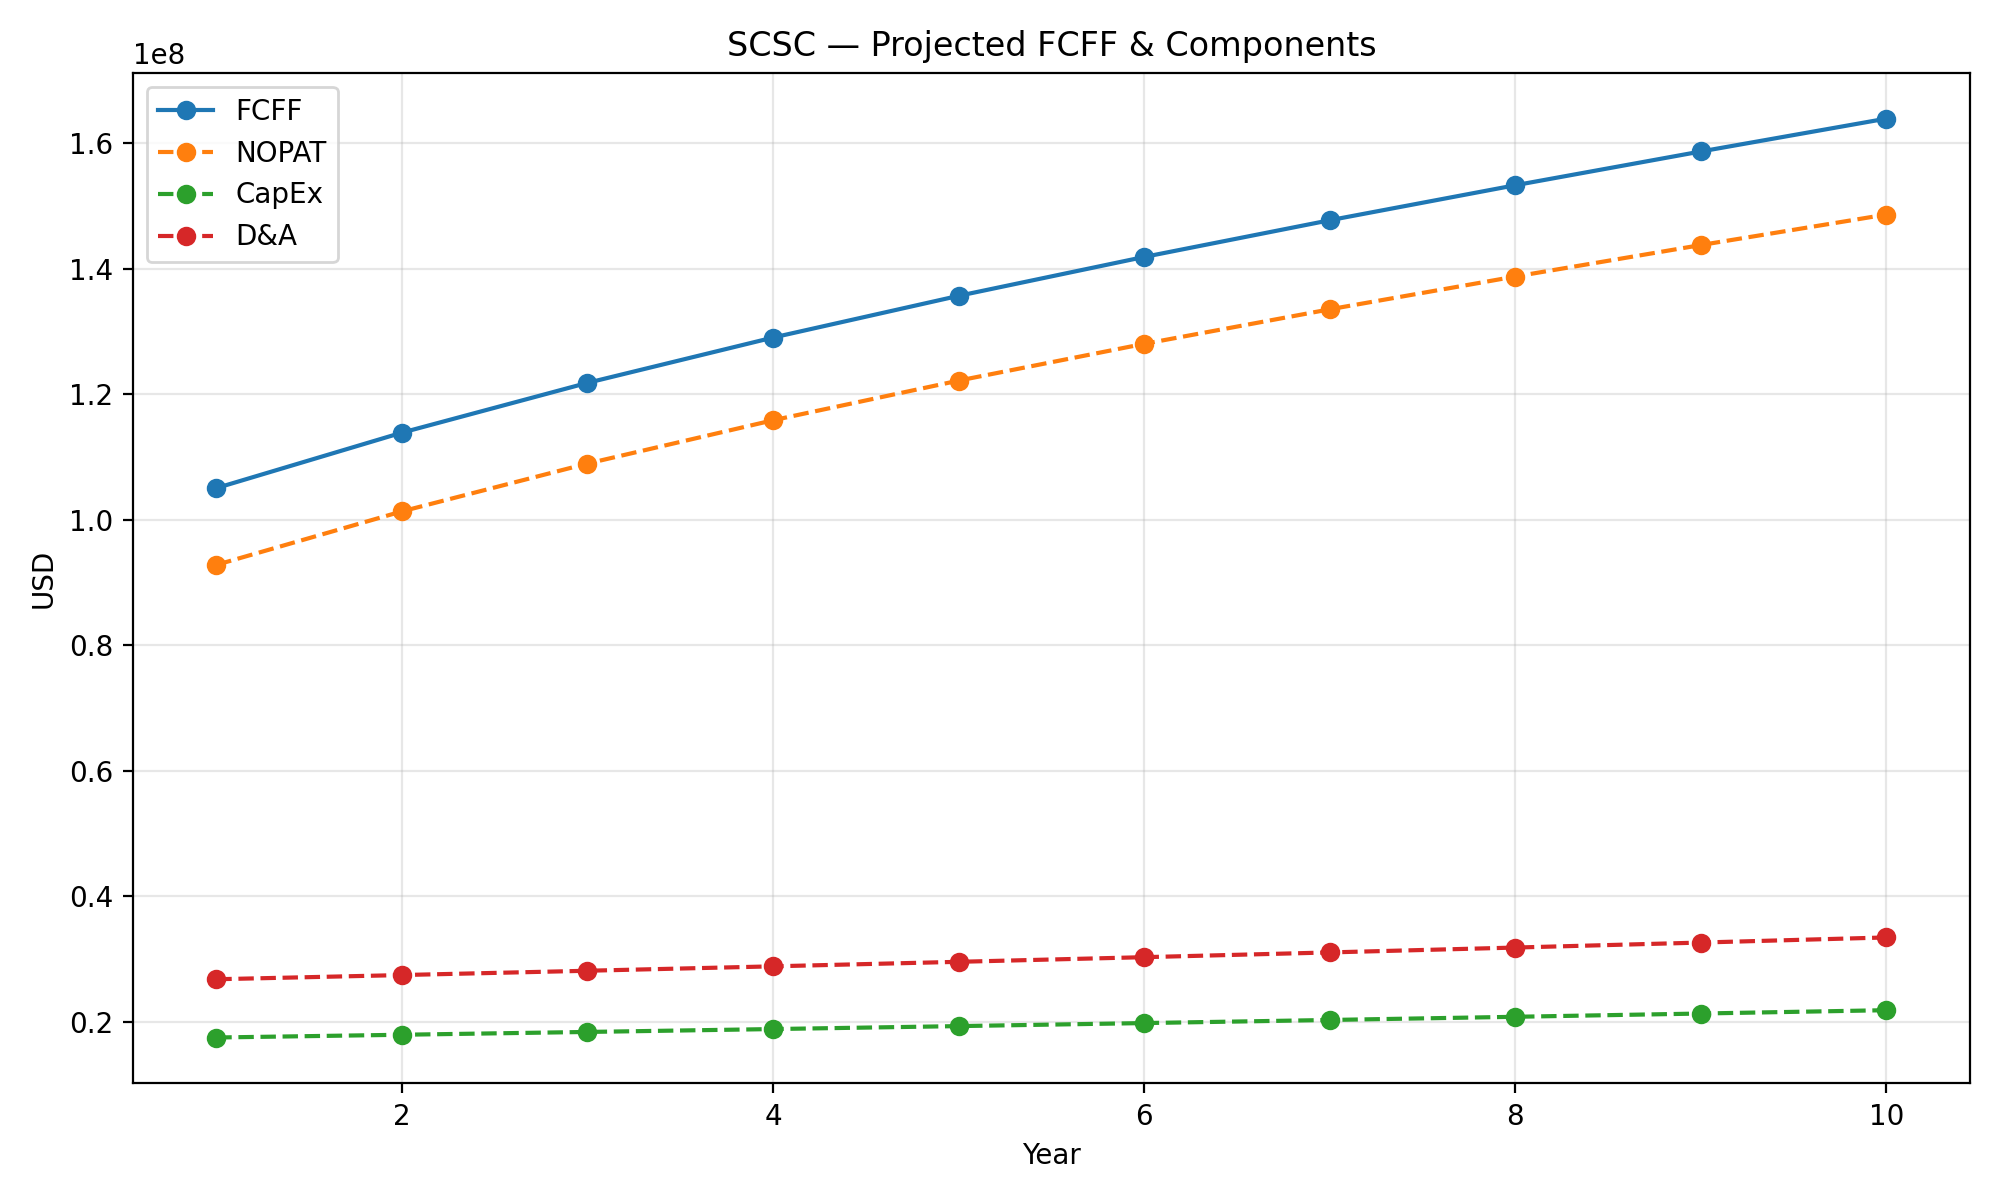 SCSC — Projected FCFF & Components
1e8
FCFF
NOPAT
CapEx
D&A
1.6
1.4
1.2
1.0
0.8
0.6
0.4
0.2
USD
2 4 6 8 10
Year